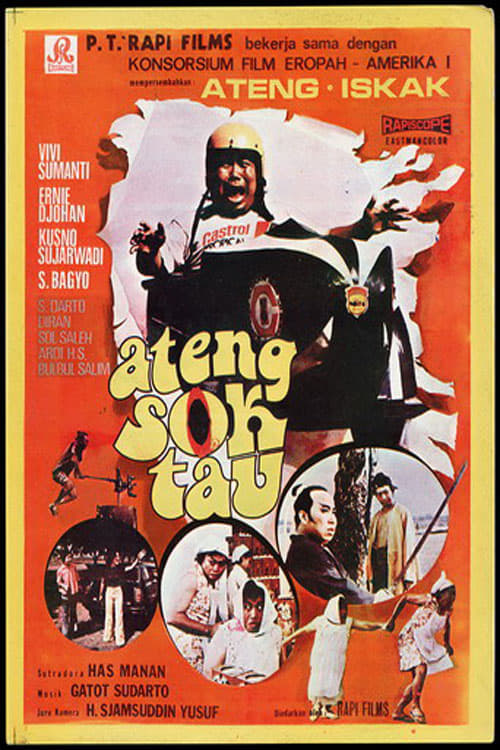 P.T. RAPI FILMS bekerja sama dengan
KONSORSIUM FILM EROPAH - AMERIKA I
mempersembahkan:
ATENG · ISKAK
RAPISCOPE
EASTMANCOLOR
VIVI
SUMANTI
ERNIE
DJOHAN
KUSNO
SUJARWADI
S. BAGYO
S. DARTO
DIRAN
SOL SALEH
ARDI H.S.
BULBUL SALIM
Castrol
ateng
sok
tau
Sutradara HAS MANAN
Musik GATOT SUDARTO
Juru Kamera H. SJAMSUDDIN YUSUF
Diedarkan oleh: RAPI FILMS